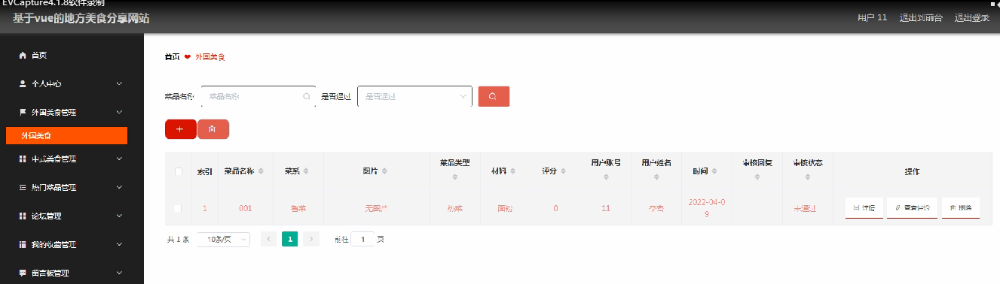 EVCapture4.1.8软件录制
基于vue的地方美食分享网站
用户 11 退出到前台 退出登录
首页
个人中心
外国美食管理
外国美食
中式美食管理
热门菜品管理
论坛管理
我的收藏管理
留言板管理
首页 外国美食
菜品名称 菜品名称 是否通过 是否通过
索引 菜品名称 菜系 图片 菜品类型 材料 评分 用户账号 用户姓名 时间 审核回复 审核状态 操作
1 001 鲁菜 无图片 热菜 面粉 0 11 李密 2022-04-0
9 未通过 详情 查看评论 删除
共 1 条 10条/页 1 前往 1 页